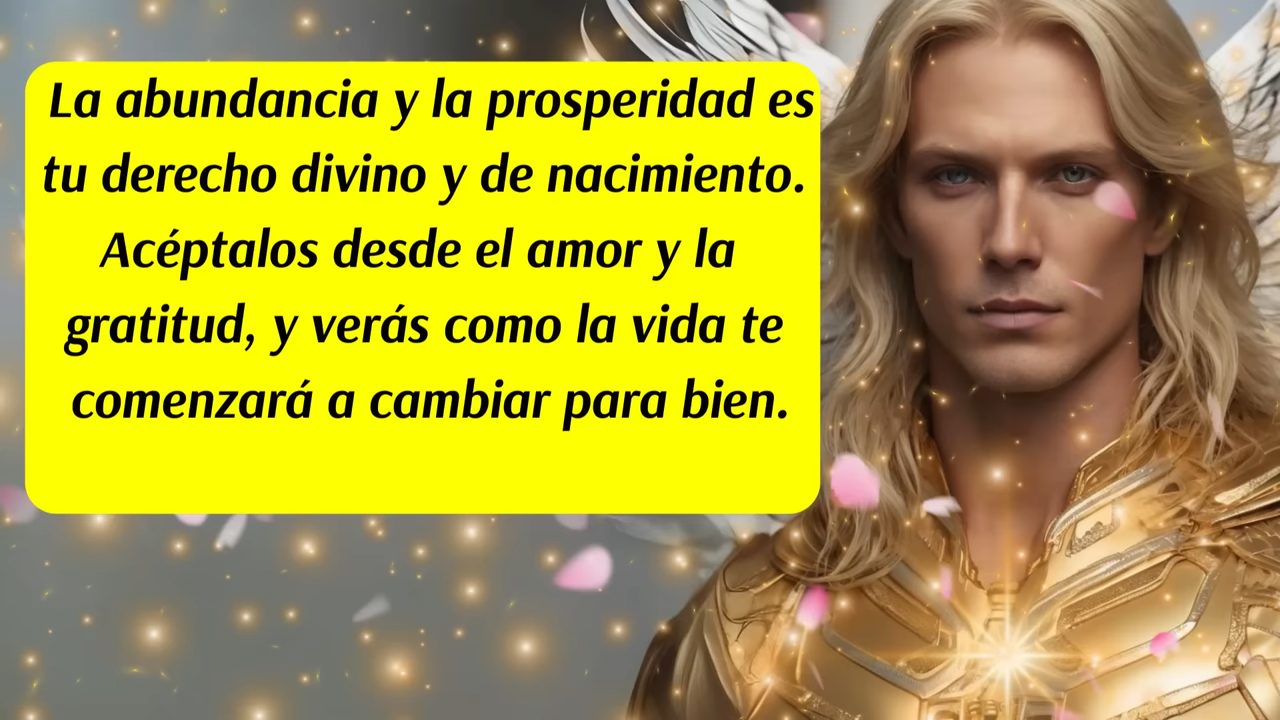 La abundancia y la prosperidad es
tu derecho divino y de nacimiento.
Acéptalos desde el amor y la
gratitud, y verás como la vida te
comenzará a cambiar para bien.